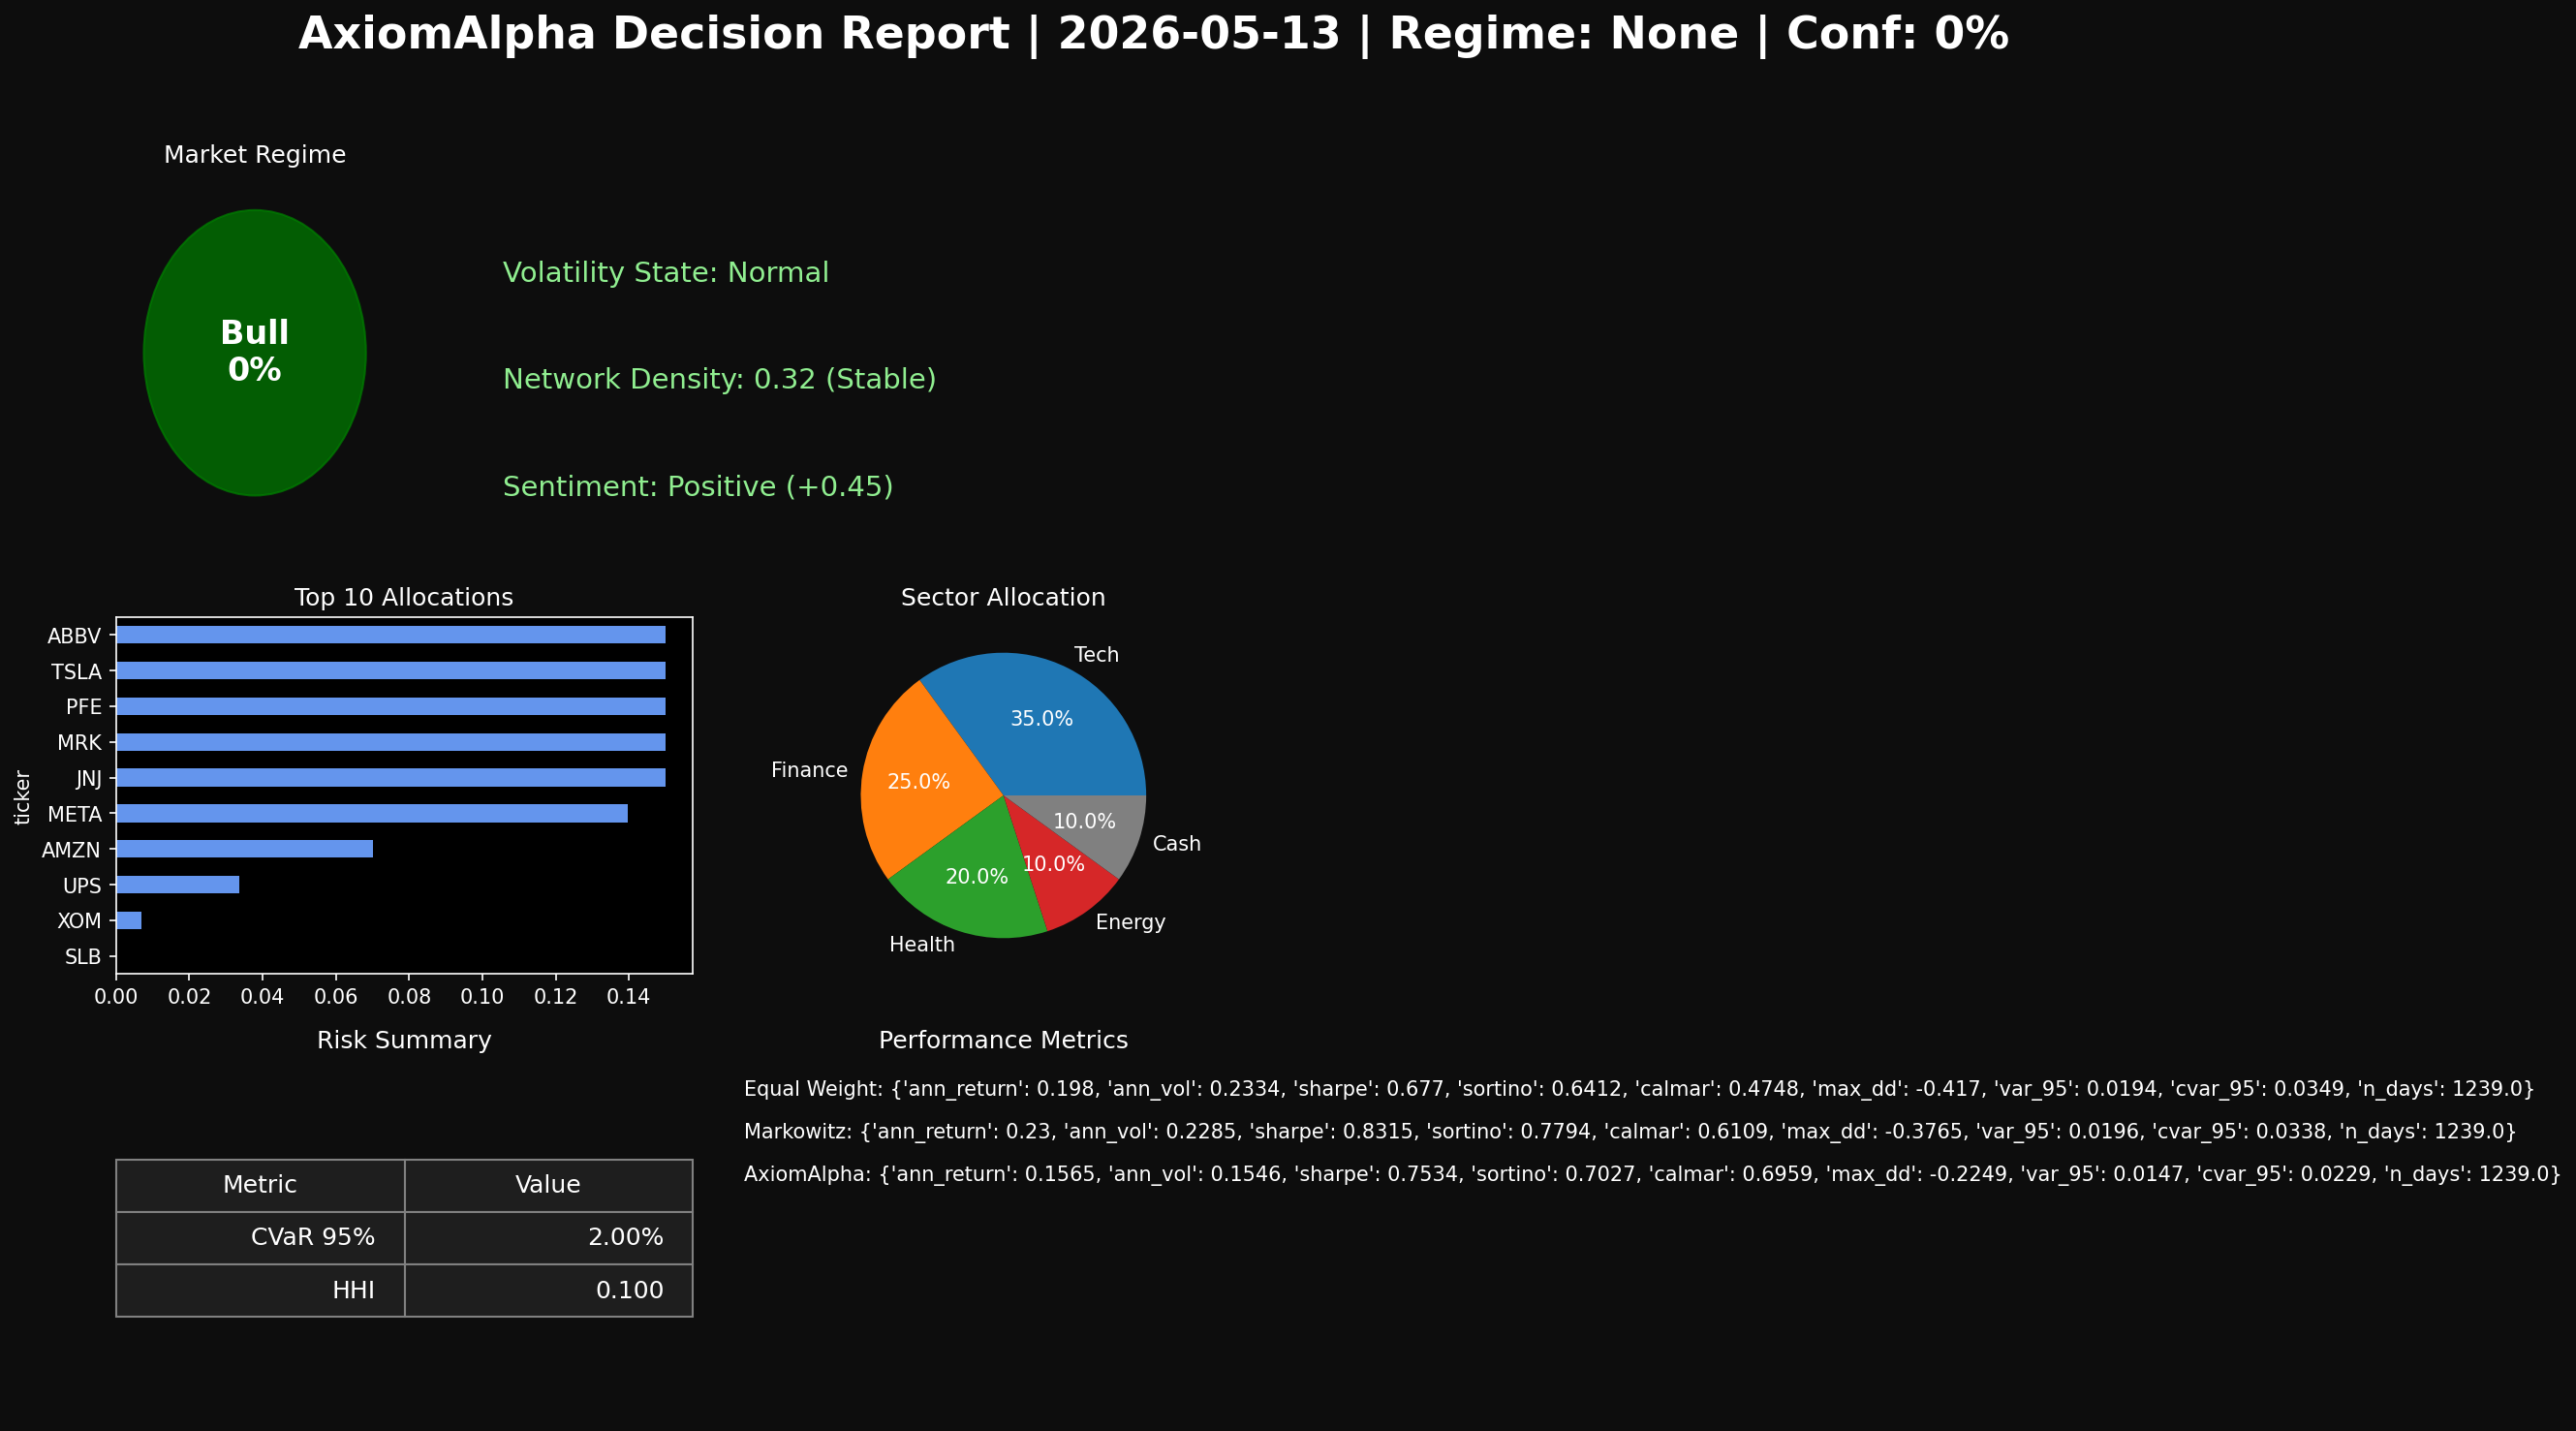 AxiomAlpha Decision Report | 2026-05-13 | Regime: None | Conf: 0%
Market Regime
Bull
0%
Volatility State: Normal
Network Density: 0.32 (Stable)
Sentiment: Positive (+0.45)
Top 10 Allocations
ticker
ABBV
TSLA
PFE
MRK
JNJ
META
AMZN
UPS
XOM
SLB
0.00 0.02 0.04 0.06 0.08 0.10 0.12 0.14
Sector Allocation
Tech
35.0%
Finance
25.0%
Health
20.0%
Energy
10.0%
Cash
10.0%
Risk Summary
Metric Value
CVaR 95% 2.00%
HHI 0.100
Performance Metrics
Equal Weight: {'ann_return': 0.198, 'ann_vol': 0.2334, 'sharpe': 0.677, 'sortino': 0.6412, 'calmar': 0.4748, 'max_dd': -0.417, 'var_95': 0.0194, 'cvar_95': 0.0349, 'n_days': 1239.0}
Markowitz: {'ann_return': 0.23, 'ann_vol': 0.2285, 'sharpe': 0.8315, 'sortino': 0.7794, 'calmar': 0.6109, 'max_dd': -0.3765, 'var_95': 0.0196, 'cvar_95': 0.0338, 'n_days': 1239.0}
AxiomAlpha: {'ann_return': 0.1565, 'ann_vol': 0.1546, 'sharpe': 0.7534, 'sortino': 0.7027, 'calmar': 0.6959, 'max_dd': -0.2249, 'var_95': 0.0147, 'cvar_95': 0.0229, 'n_days': 1239.0}